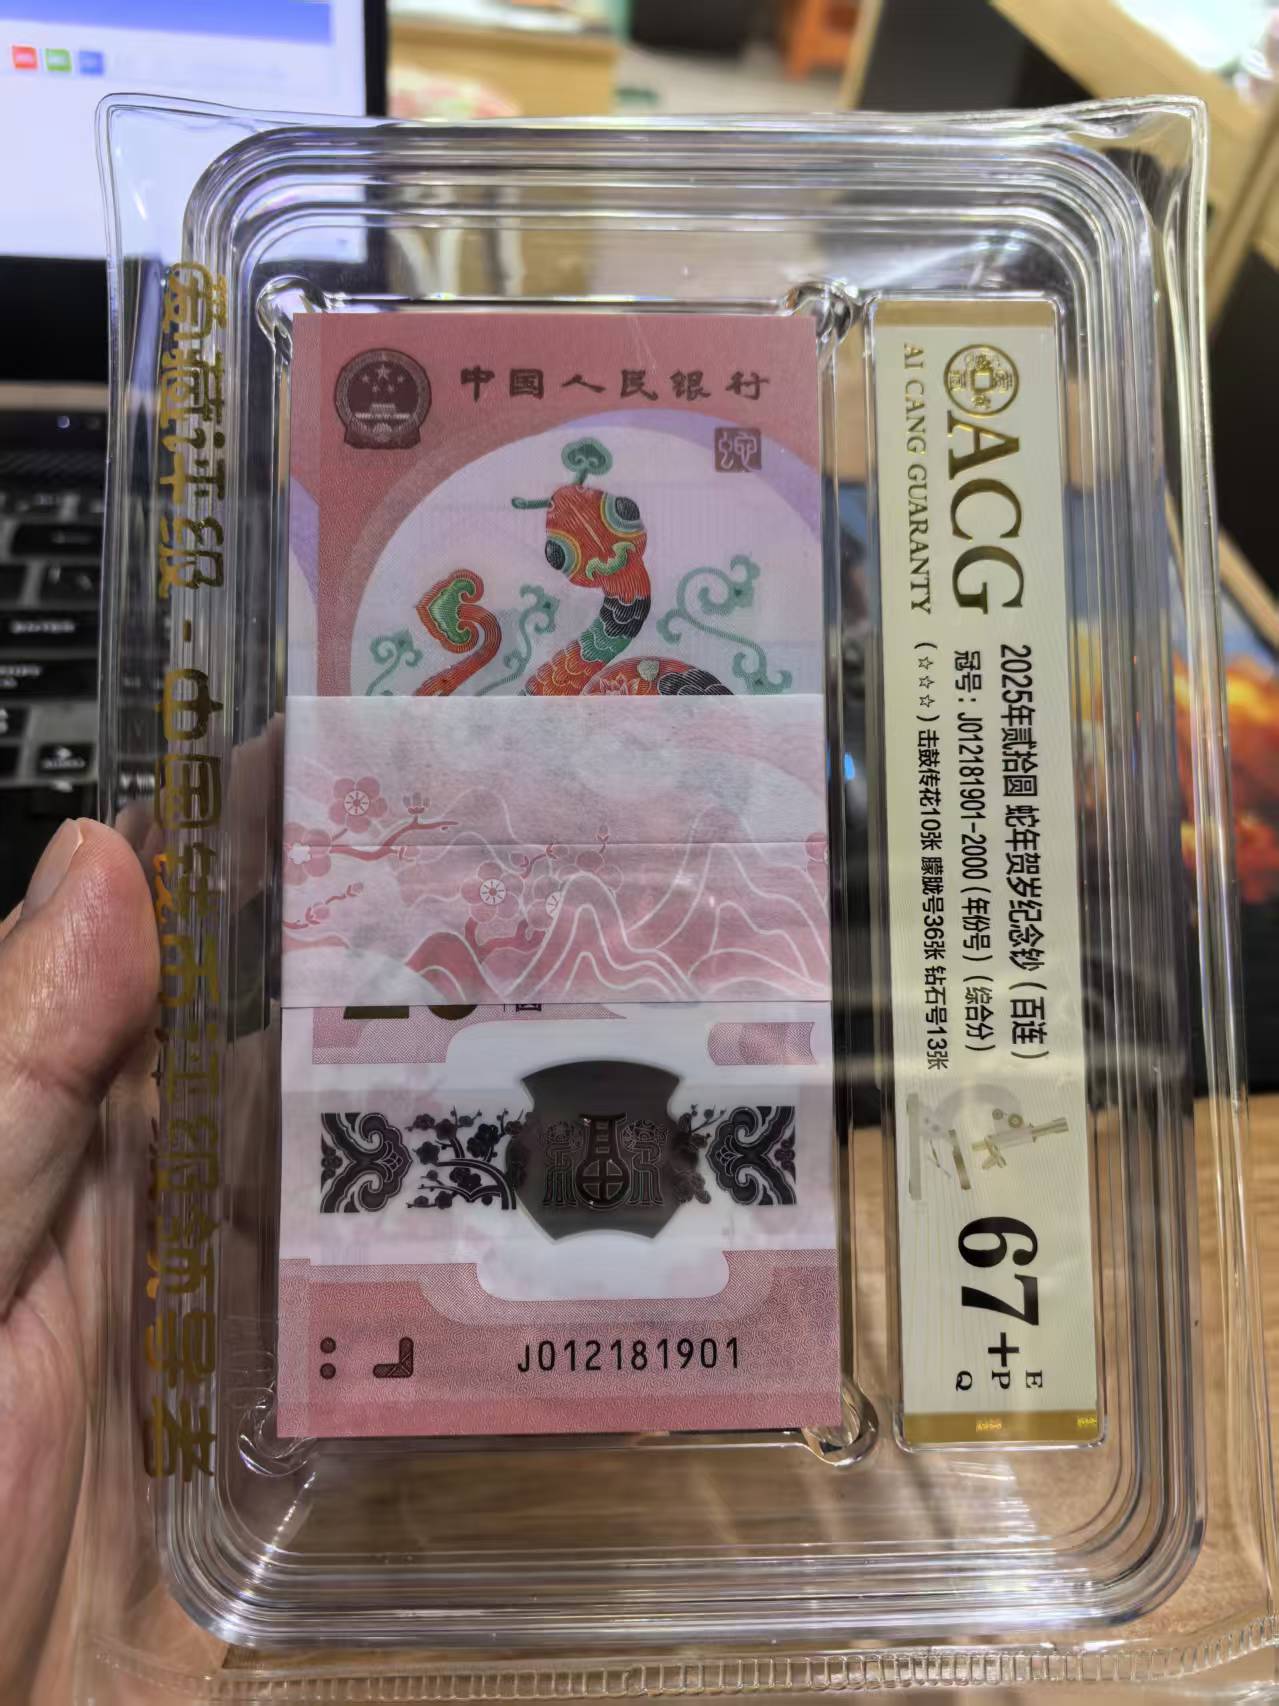 中国人民银行
J012181901
爱藏评级 - 中国钱币评级领导者
ACG
AI CANG GUARANTY
2025年贰拾圆 蛇年贺岁纪念钞（百连）
冠号：J012181901-2000（年份号）（综合分）
（☆☆☆）击鼓传花10张 朦胧号36张 钻石号13张
67+
E
P
Q